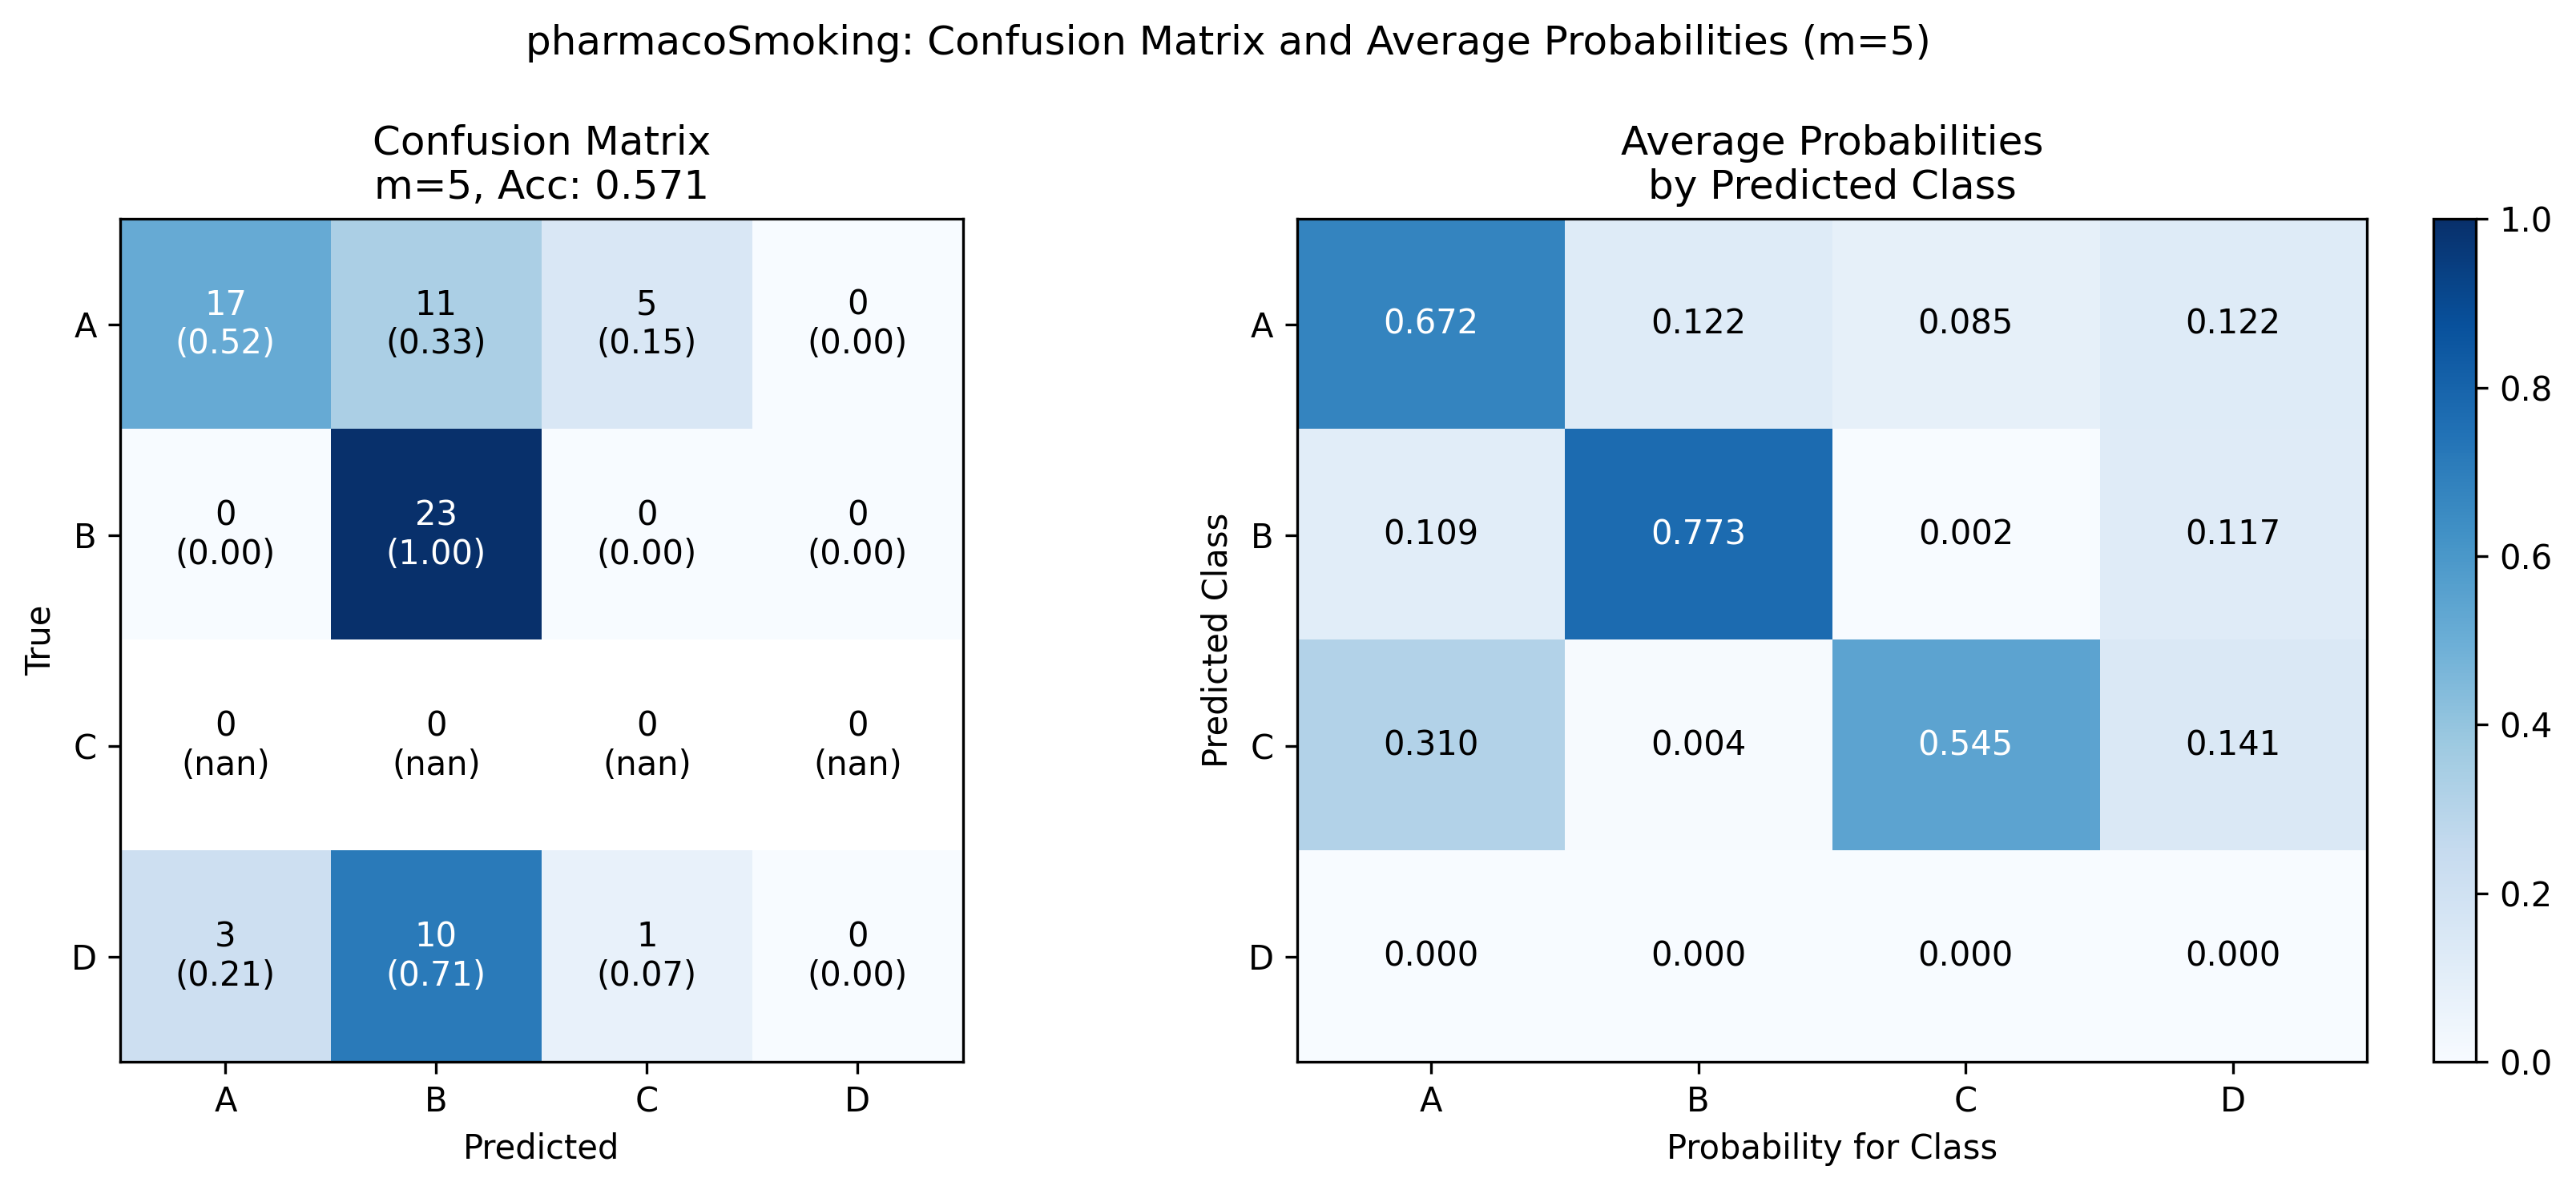 pharmacoSmoking: Confusion Matrix and Average Probabilities (m=5)
Confusion Matrix
m=5, Acc: 0.571
A
17
(0.52)
11
(0.33)
5
(0.15)
0
(0.00)
B
0
(0.00)
23
(1.00)
0
(0.00)
0
(0.00)
C
0
(nan)
0
(nan)
0
(nan)
0
(nan)
D
3
(0.21)
10
(0.71)
1
(0.07)
0
(0.00)
A B C D
True
Predicted
Average Probabilities
by Predicted Class
A 0.672 0.122 0.085 0.122
B 0.109 0.773 0.002 0.117
C 0.310 0.004 0.545 0.141
D 0.000 0.000 0.000 0.000
A B C D
Predicted Class
Probability for Class
1.0
0.8
0.6
0.4
0.2
0.0